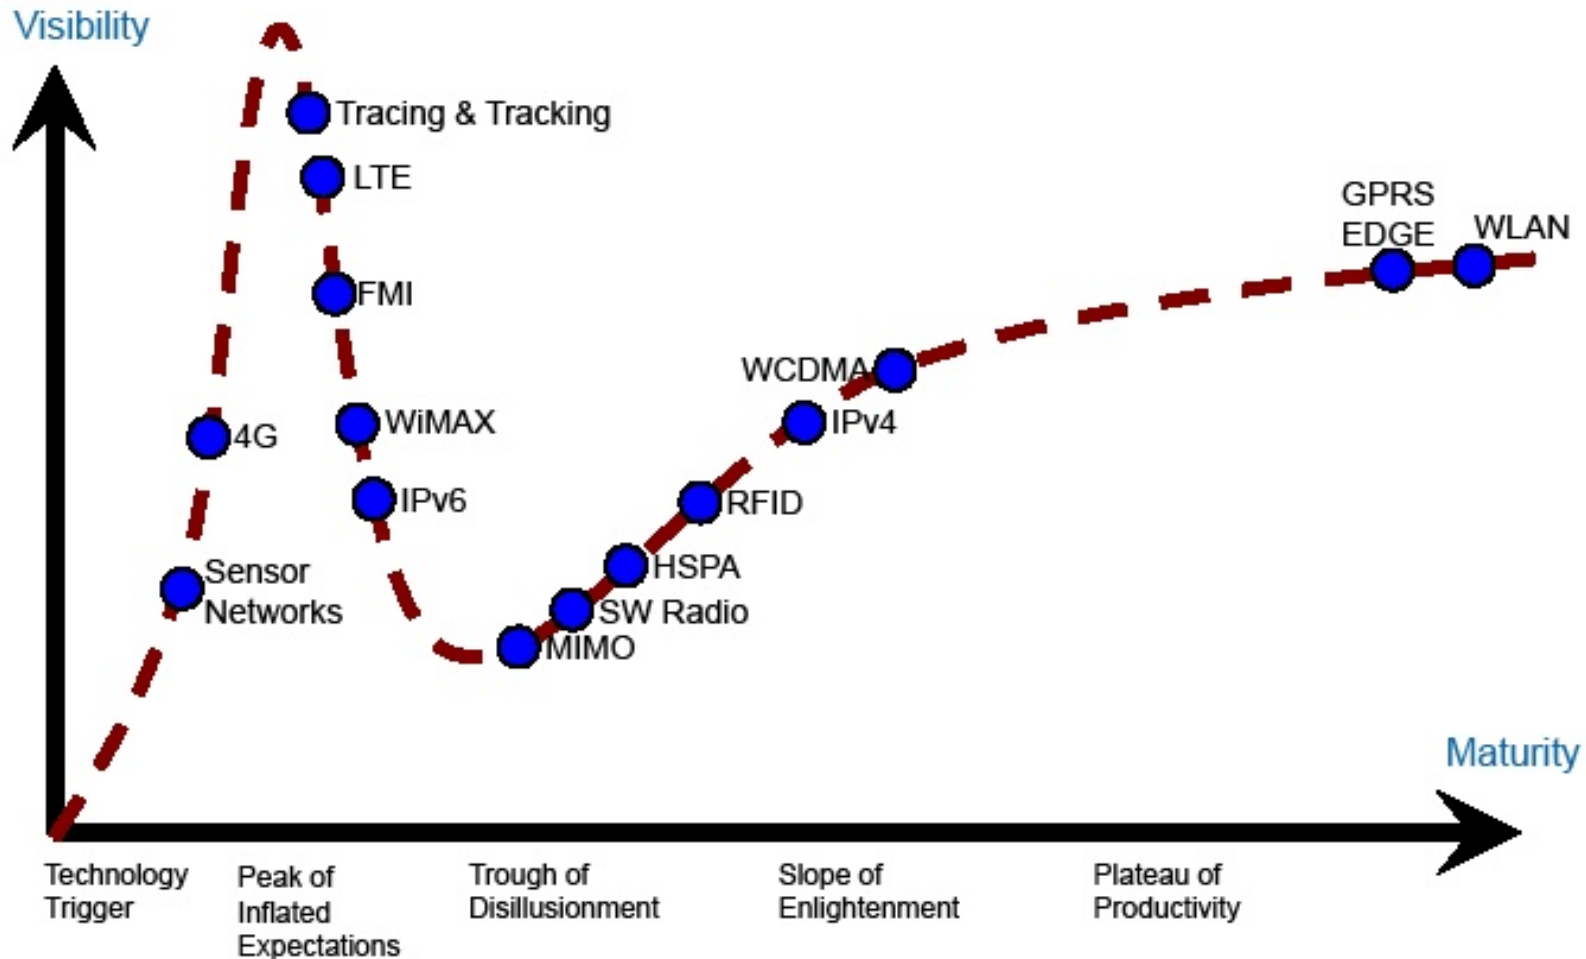 Visibility
Tracing & Tracking
LTE
FMI
GPRS
EDGE
WLAN
WCDMA
4G
WiMAX
IPv4
IPv6
RFID
Sensor
Networks
HSPA
SW Radio
MIMO
Maturity
Technology
Trigger
Peak of
Inflated
Expectations
Trough of
Disillusionment
Slope of
Enlightenment
Plateau of
Productivity